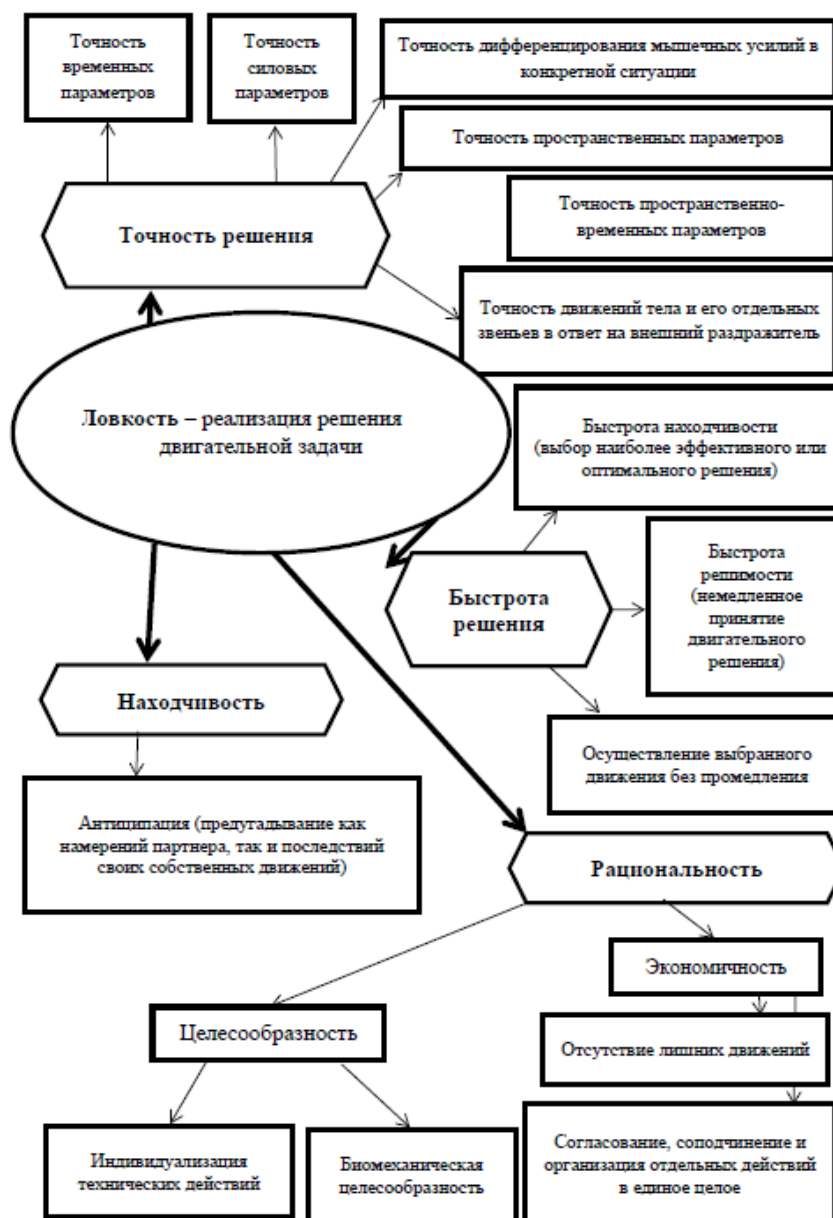 Точность
временных
параметров
Точность
силовых
параметров
Точность дифференцирования мышечных усилий в
конкретной ситуации
Точность пространственных параметров
Точность пространственно-
временных параметров
Точность решения
Точность движений тела и его отдельных
звеньев в ответ на внешний раздражитель
Ловкость – реализация решения
двигательной задачи
Быстрота находчивости
(выбор наиболее эффективного или
оптимального решения)
Быстрота
решения
Быстрота
решимости
(немедленное
принятие
двигательного
решения)
Осуществление выбранного
движения без промедления
Находчивость
Антиципация (предугадывание как
намерений партнера, так и последствий
своих собственных движений)
Рациональность
Экономичность
Целесообразность
Отсутствие лишних движений
Индивидуализация
технических действий
Биомеханическая
целесообразность
Согласование, соподчинение и
организация отдельных действий
в единое целое